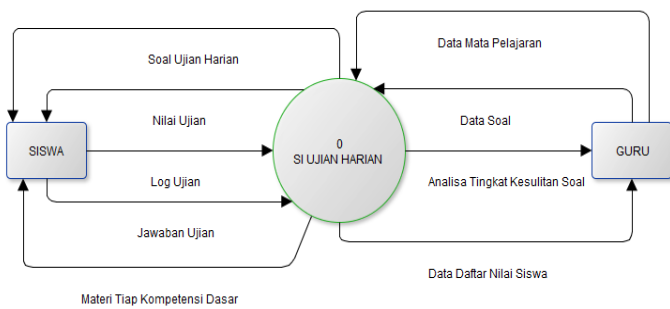 Data Mata Pelajaran
Soal Ujian Harian
Nilai Ujian
Data Soal
0
SI UJIAN HARIAN
SISWA
GURU
Log Ujian
Analisa Tingkat Kesulitan Soal
Jawaban Ujian
Data Daftar Nilai Siswa
Materi Tiap Kompetensi Dasar